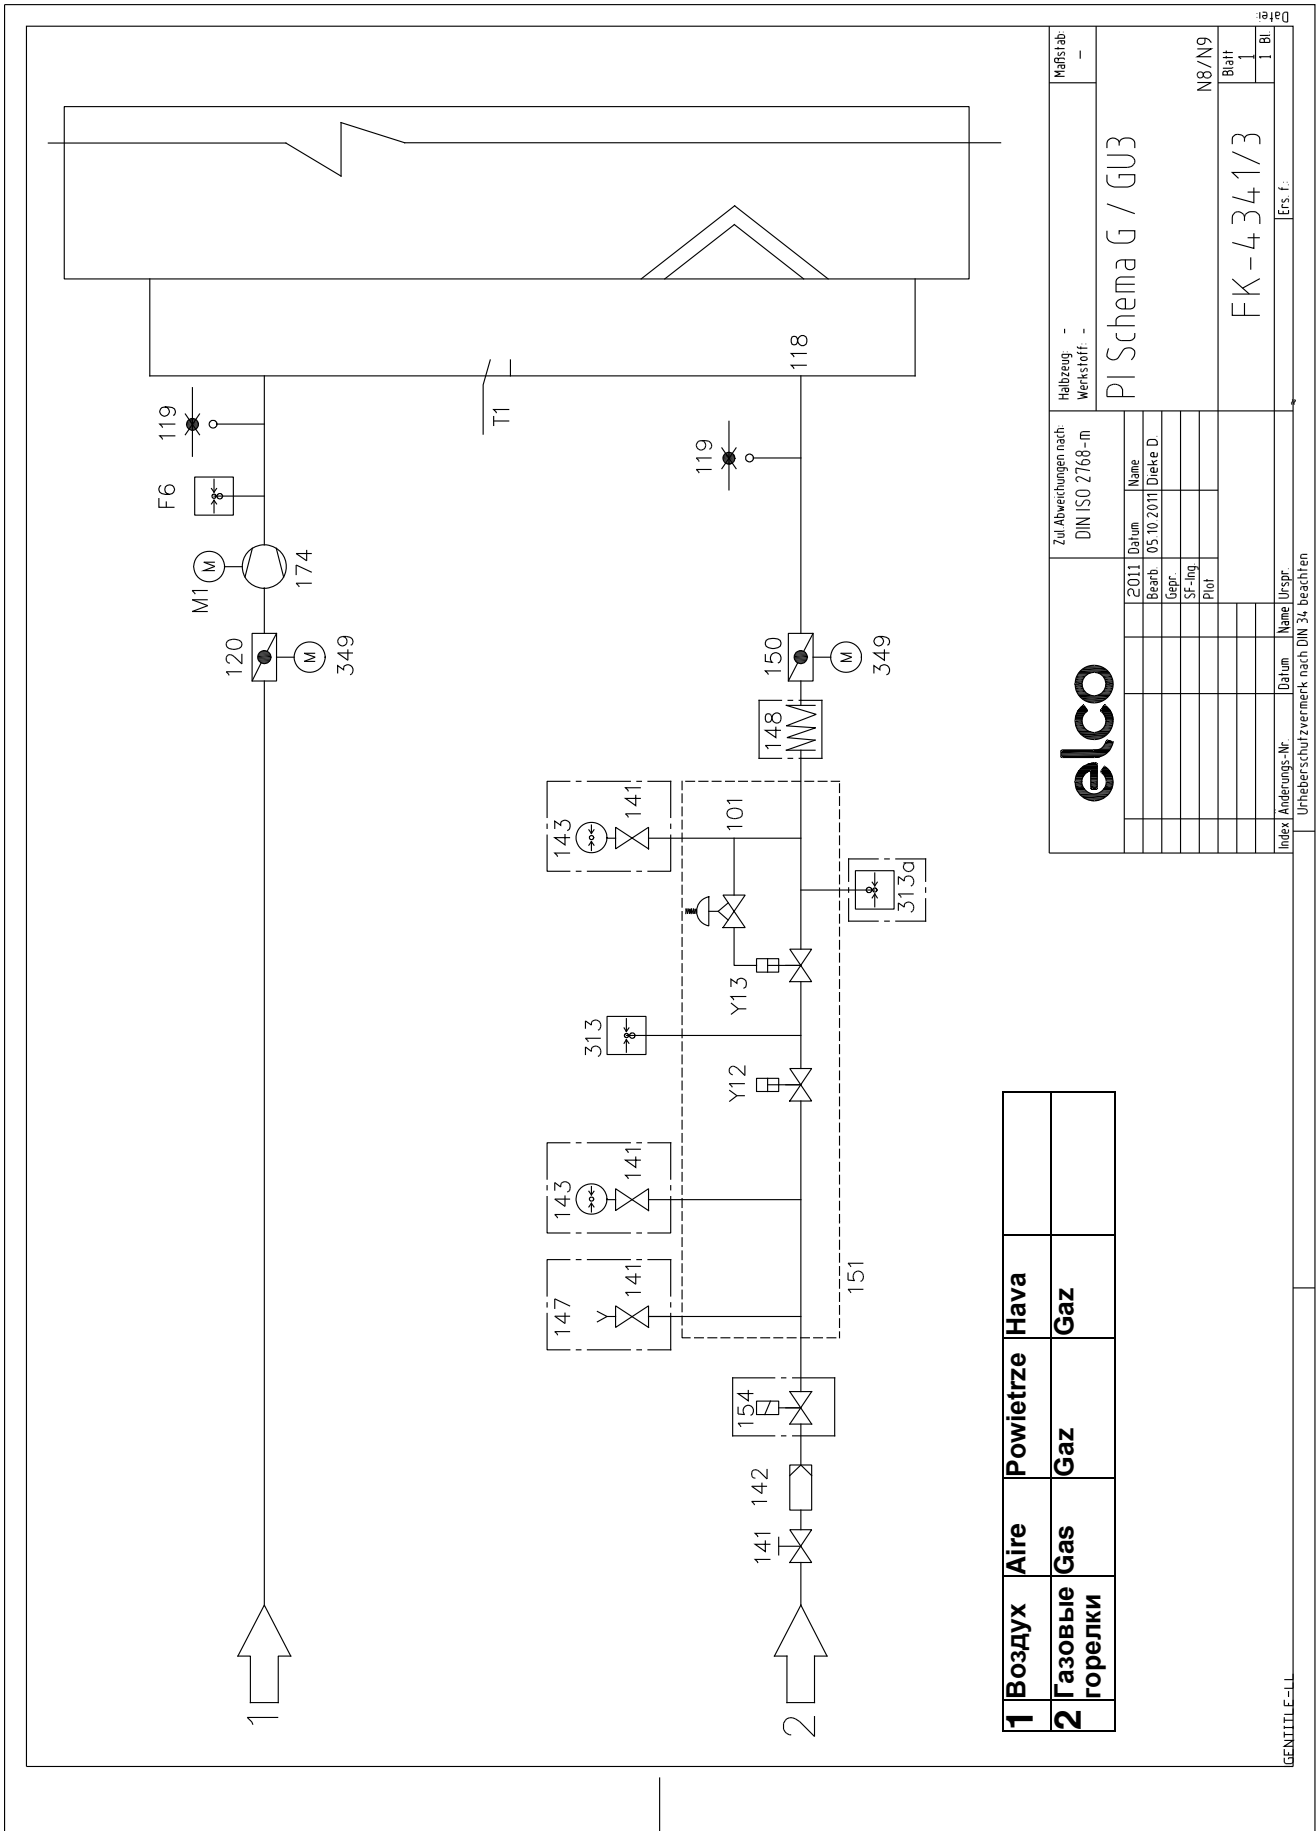 1
120
349
M1
M
M
174
F6
119
T1
2
141
142
154
147
141
143
141
151
Y12
313
Y13
101
143
141
313a
148
150
M
349
119
118
1 Воздух Aire Powietrze Hava
2 Газовые горелки Gas Gaz Gaz
elco
Zul.Abweichungen nach:
DIN ISO 2768-m
Halbzeug: -
Werkstoff: -
Maßstab:
-
2011 Datum Name
Bearb. 05.10.2011 Dieke D.
Gepr.
SF-Ing.
Plot
PI Schema G / GU3
N8/N9
FK-4341/3
Blatt
1
1 Bl.
Index Änderungs-Nr. Datum Name Urspr.
Ers. f.:
Urheberschutzvermerk nach DIN 34 beachten
Datei:
GENTITLE-LL